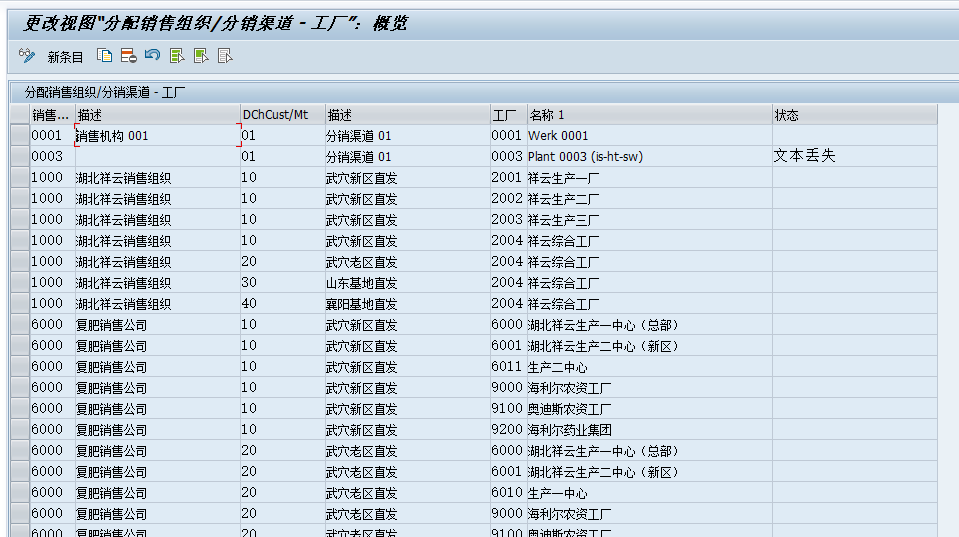 更改视图"分配销售组织/分销渠道 - 工厂": 概览
新条目
分配销售组织/分销渠道 - 工厂
销售... 描述 DChCust/Mt 描述 工厂 名称 1 状态
0001 销售机构 001 01 分销渠道 01 0001 Werk 0001
0003 01 分销渠道 01 0003 Plant 0003 (is-ht-sw) 文本丢失
1000 湖北祥云销售组织 10 武穴新区直发 2001 祥云生产一厂
1000 湖北祥云销售组织 10 武穴新区直发 2002 祥云生产二厂
1000 湖北祥云销售组织 10 武穴新区直发 2003 祥云生产三厂
1000 湖北祥云销售组织 10 武穴新区直发 2004 祥云综合工厂
1000 湖北祥云销售组织 20 武穴老区直发 2004 祥云综合工厂
1000 湖北祥云销售组织 30 山东基地直发 2004 祥云综合工厂
1000 湖北祥云销售组织 40 襄阳基地直发 2004 祥云综合工厂
6000 复肥销售公司 10 武穴新区直发 6000 湖北祥云生产一中心（总部）
6000 复肥销售公司 10 武穴新区直发 6001 湖北祥云生产二中心（新区）
6000 复肥销售公司 10 武穴新区直发 6011 生产二中心
6000 复肥销售公司 10 武穴新区直发 9000 海利尔农资工厂
6000 复肥销售公司 10 武穴新区直发 9100 奥迪斯农资工厂
6000 复肥销售公司 10 武穴新区直发 9200 海利尔药业集团
6000 复肥销售公司 20 武穴老区直发 6000 湖北祥云生产一中心（总部）
6000 复肥销售公司 20 武穴老区直发 6001 湖北祥云生产二中心（新区）
6000 复肥销售公司 20 武穴老区直发 6010 生产一中心
6000 复肥销售公司 20 武穴老区直发 9000 海利尔农资工厂
6000 复肥销售公司 20 武穴老区直发 9100 奥迪斯农资工厂